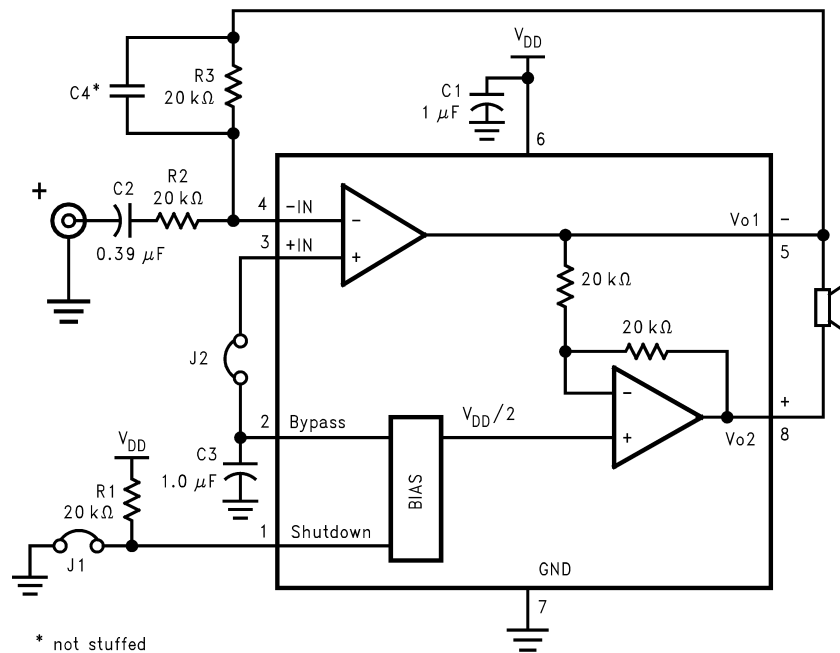 V_DD
C1
1 μF
6
R3
20 kΩ
C4*
R2
20 kΩ
C2
+
0.39 μF
4
-IN
3
+IN
-
+
Vo1
-
5
20 kΩ
20 kΩ
J2
2
Bypass
V_DD/2
-
+
+
8
Vo2
C3
1.0 μF
BIAS
V_DD
R1
20 kΩ
1
Shutdown
J1
GND
7
* not stuffed